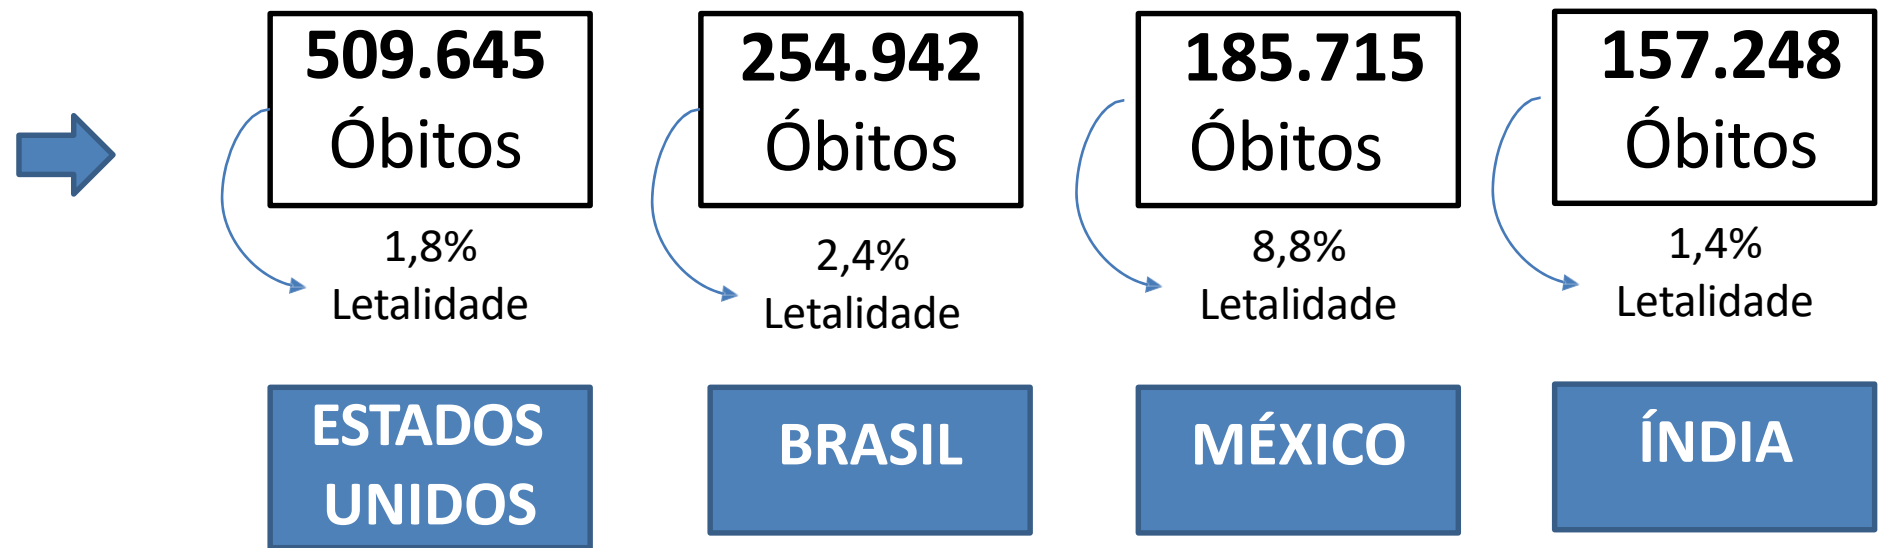 509.645
Óbitos
1,8%
Letalidade
ESTADOS
UNIDOS
254.942
Óbitos
2,4%
Letalidade
BRASIL
185.715
Óbitos
8,8%
Letalidade
MÉXICO
157.248
Óbitos
1,4%
Letalidade
ÍNDIA